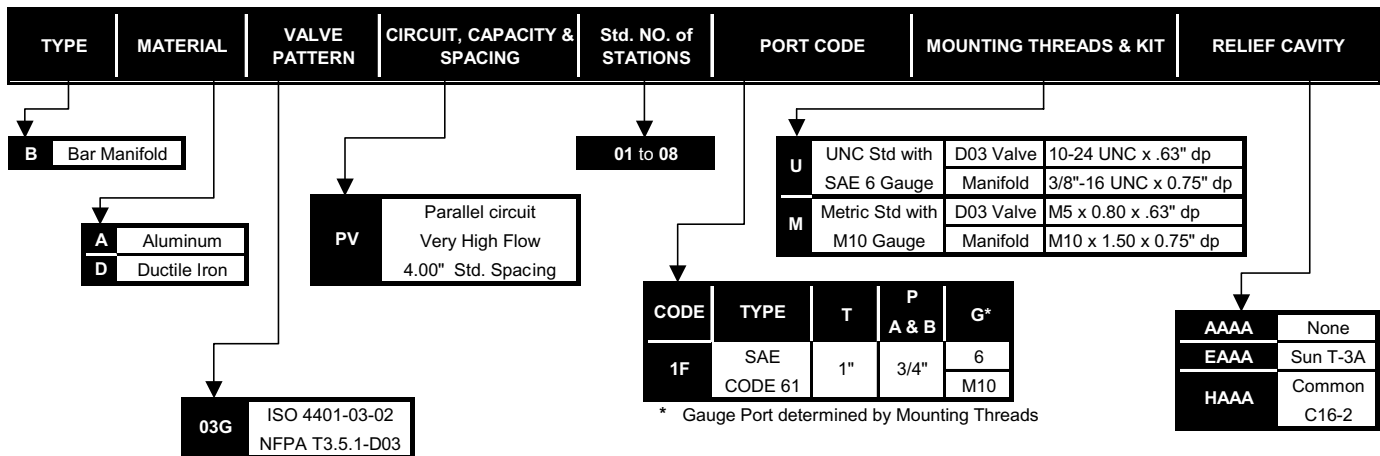 TYPE
MATERIAL
VALVE
PATTERN
CIRCUIT, CAPACITY &
SPACING
Std. NO. of
STATIONS
PORT CODE
MOUNTING THREADS & KIT
RELIEF CAVITY
B Bar Manifold
A Aluminum
D Ductile Iron
03G
ISO 4401-03-02
NFPA T3.5.1-D03
PV
Parallel circuit
Very High Flow
4.00" Std. Spacing
01 to 08
CODE TYPE T P A & B G*
1F SAE CODE 61 1" 3/4" 6
M10
* Gauge Port determined by Mounting Threads
U
UNC Std with D03 Valve 10-24 UNC x .63" dp
SAE 6 Gauge Manifold 3/8"-16 UNC x 0.75" dp
M
Metric Std with D03 Valve M5 x 0.80 x .63" dp
M10 Gauge Manifold M10 x 1.50 x 0.75" dp
AAAA None
EAAA Sun T-3A
HAAA Common
C16-2